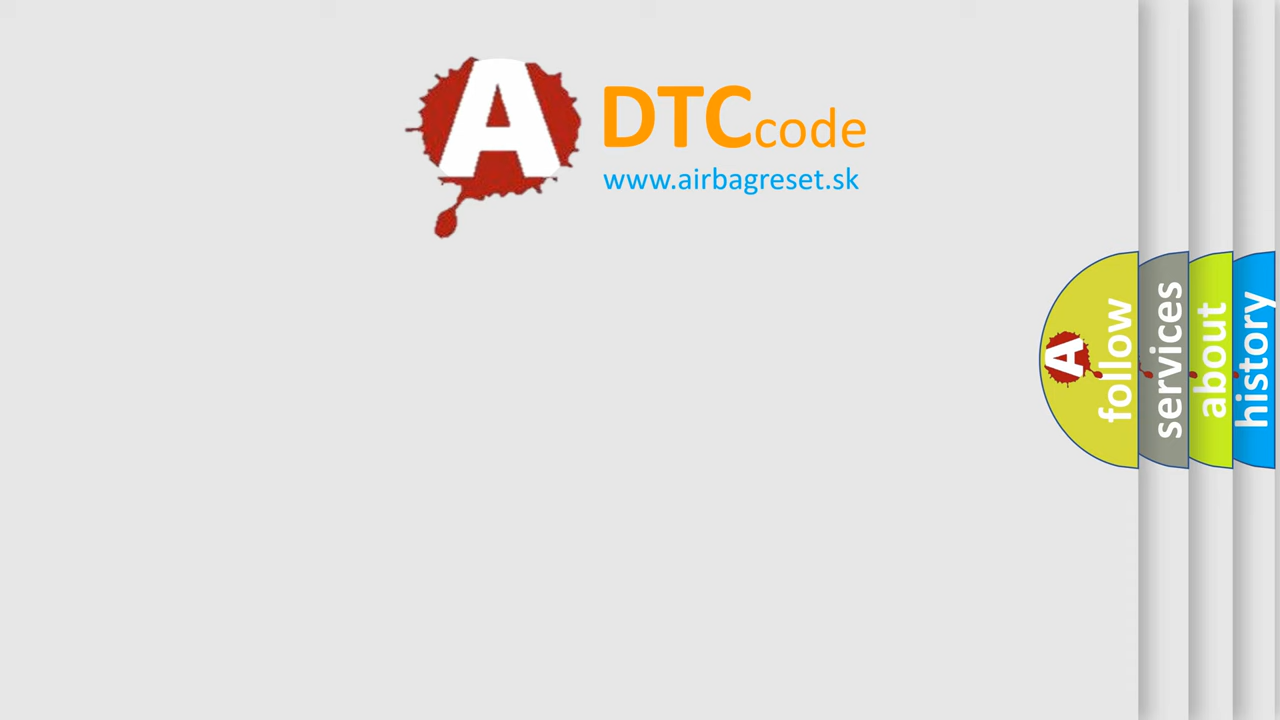 A
DTCcode
www.airbagreset.sk
A
follow
services
about
history